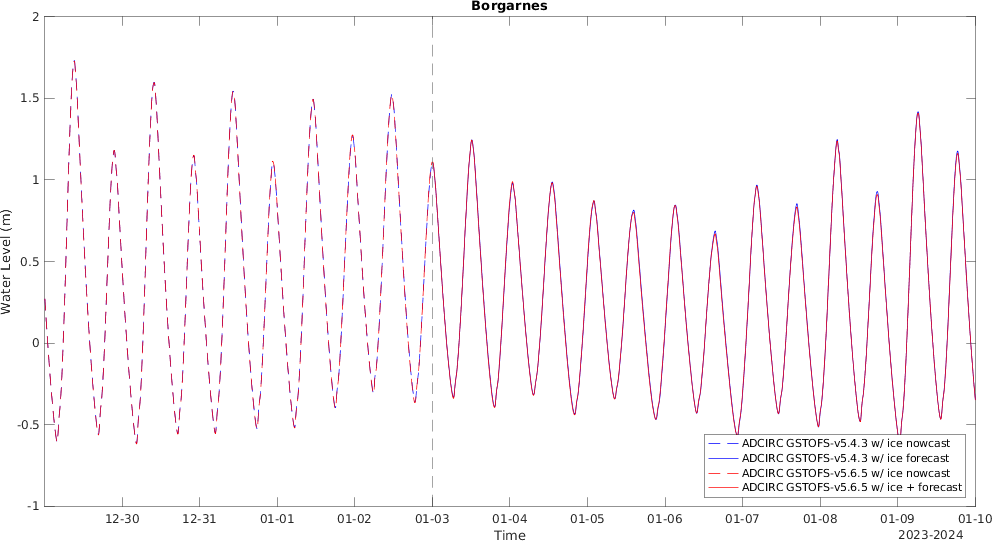 Borgarnes
2
1.5
1
0.5
0
-0.5
-1
Water Level (m)
ADCIRC GSTOFS-v5.4.3 w/ ice nowcast
ADCIRC GSTOFS-v5.4.3 w/ ice forecast
ADCIRC GSTOFS-v5.6.5 w/ ice nowcast
ADCIRC GSTOFS-v5.6.5 w/ ice + forecast
12-30 12-31 01-01 01-02 01-03 01-04 01-05 01-06 01-07 01-08 01-09 01-10
Time
2023-2024